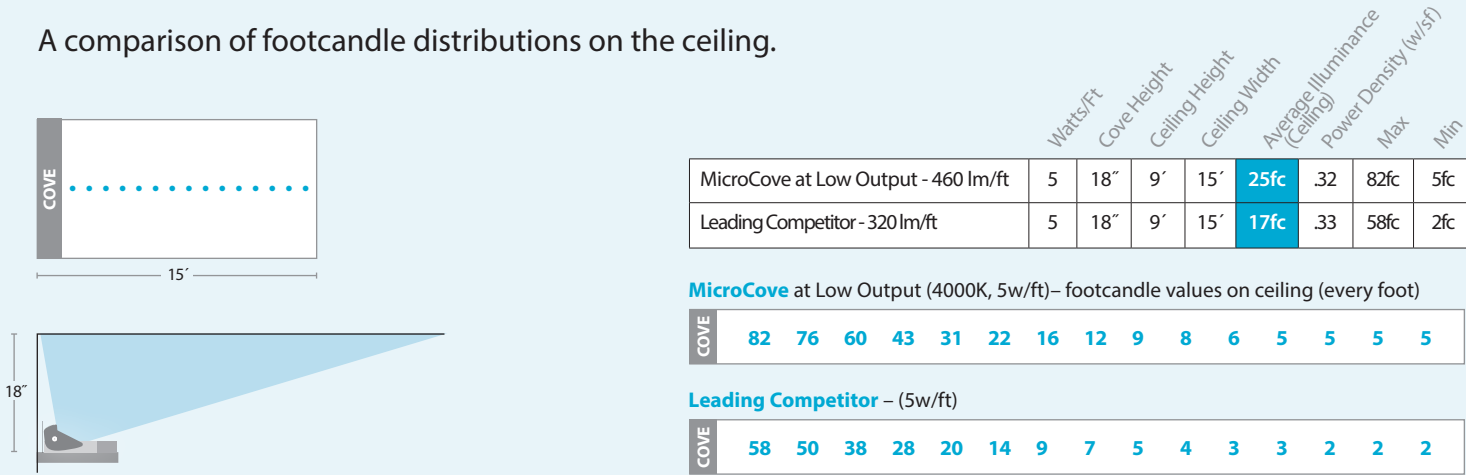 A comparison of footcandle distributions on the ceiling.
COVE
15´
18˝
Watts/Ft
Cove Height
Ceiling Height
Ceiling Width
Average Illuminance
(Ceiling)
Power Density (w/sf)
Max
Min
MicroCove at Low Output - 460 lm/ft 5 18˝ 9´ 15´ 25fc .32 82fc 5fc
Leading Competitor - 320 lm/ft 5 18˝ 9´ 15´ 17fc .33 58fc 2fc
MicroCove at Low Output (4000K, 5w/ft)– footcandle values on ceiling (every foot)
COVE 82 76 60 43 31 22 16 12 9 8 6 5 5 5 5
Leading Competitor – (5w/ft)
COVE 58 50 38 28 20 14 9 7 5 4 3 3 2 2 2